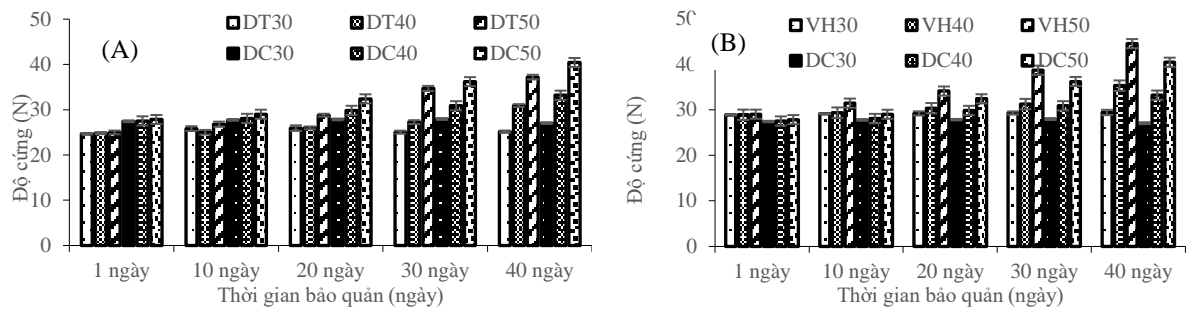 (A)
DT30 DT40 DT50
DC30 DC40 DC50
Độ cứng (N)
50
40
30
20
10
0
1 ngày 10 ngày 20 ngày 30 ngày 40 ngày
Thời gian bảo quản (ngày)
(B)
VH30 VH40 VH50
DC30 DC40 DC50
Độ cứng (N)
50
40
30
20
10
0
1 ngày 10 ngày 20 ngày 30 ngày 40 ngày
Thời gian bảo quản (ngày)